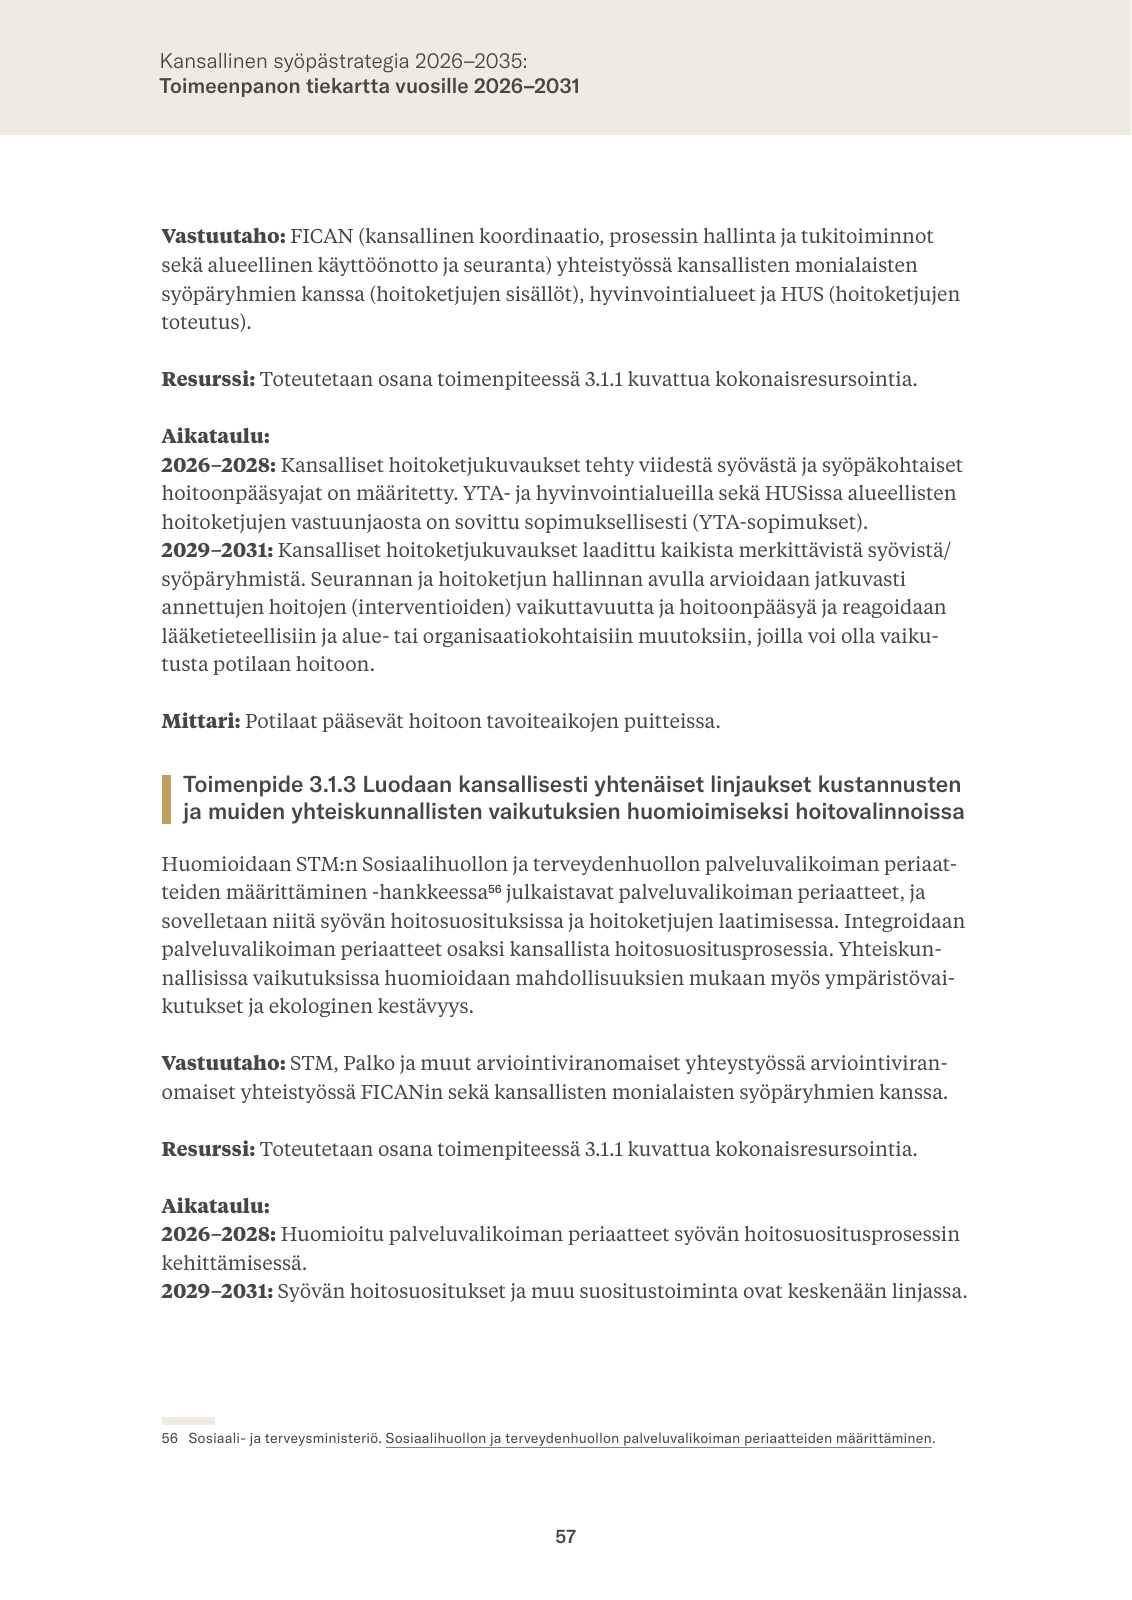 Kansallinen syöpästrategia 2026–2035:
Toimeenpanon tiekartta vuosille 2026–2031
Vastuutaho: FICAN (kansallinen koordinaatio, prosessin hallinta ja tukitoiminnot
sekä alueellinen käyttöönotto ja seuranta) yhteistyössä kansallisten monialaisten
syöpäryhmien kanssa (hoitoketjujen sisällöt), hyvinvointialueet ja HUS (hoitoketjujen
toteutus).
Resurssi: Toteutetaan osana toimenpiteessä 3.1.1 kuvattua kokonaisresursointia.
Aikataulu:
2026–2028: Kansalliset hoitoketjukuvaukset tehty viidestä syövästä ja syöpäkohtaiset
hoitoonpääsyajat on määritetty. YTA- ja hyvinvointialueilla sekä HUSissa alueellisten
hoitoketjujen vastuunjaosta on sovittu sopimuksellisesti (YTA-sopimukset).
2029–2031: Kansalliset hoitoketjukuvaukset laadittu kaikista merkittävistä syövistä/
syöpäryhmistä. Seurannan ja hoitoketjun hallinnan avulla arvioidaan jatkuvasti
annettujen hoitojen (interventioiden) vaikuttavuutta ja hoitoonpääsyä ja reagoidaan
lääketieteellisiin ja alue- tai organisaatiokohtaisiin muutoksiin, joilla voi olla vaiku-
tusta potilaan hoitoon.
Mittari: Potilaat pääsevät hoitoon tavoiteaikojen puitteissa.
Toimenpide 3.1.3 Luodaan kansallisesti yhtenäiset linjaukset kustannusten
ja muiden yhteiskunnallisten vaikutuksien huomioimiseksi hoitovalinnoissa
Huomioidaan STM:n Sosiaalihuollon ja terveydenhuollon palveluvalikoiman periaat-
teiden määrittäminen -hankkeessa⁵⁶ julkaistavat palveluvalikoiman periaatteet, ja
sovelletaan niitä syövän hoitosuosituksissa ja hoitoketjujen laatimisessa. Integroidaan
palveluvalikoiman periaatteet osaksi kansallista hoitosuositusprosessia. Yhteiskun-
nallisissa vaikutuksissa huomioidaan mahdollisuuksien mukaan myös ympäristövai-
kutukset ja ekologinen kestävyys.
Vastuutaho: STM, Palko ja muut arviointiviranomaiset yhteystyössä arviointiviran-
omaiset yhteistyössä FICANin sekä kansallisten monialaisten syöpäryhmien kanssa.
Resurssi: Toteutetaan osana toimenpiteessä 3.1.1 kuvattua kokonaisresursointia.
Aikataulu:
2026–2028: Huomioitu palveluvalikoiman periaatteet syövän hoitosuositusprosessin
kehittämisessä.
2029–2031: Syövän hoitosuositukset ja muu suositustoiminta ovat keskenään linjassa.
56 Sosiaali- ja terveysministeriö. Sosiaalihuollon ja terveydenhuollon palveluvalikoiman periaatteiden määrittäminen.
57